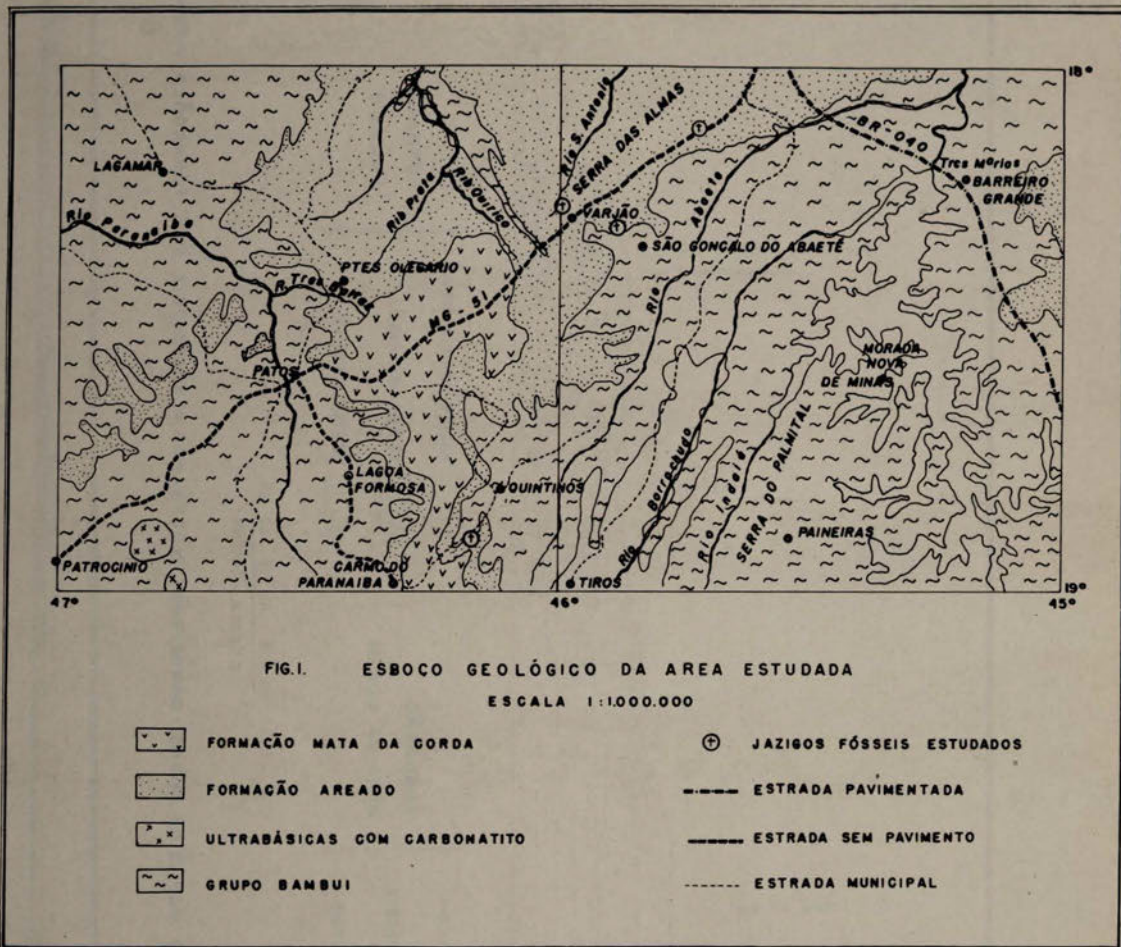 18°
LAGAMAR
Rio Paranaiba
Rib Preto
Rib Quirico
PTES OLEGARIO
R. Tres Barras
MG-51
Rio S. Antonio
SERRA DAS ALMAS
VARJÃO
SÃO GONÇALO DO ABAETÉ
Rio Abaete
BR-040
Tres Marias
BARREIRO
GRANDE
PATOS
MORADA
NOVA
DE MINAS
LAGOA
FORMOSA
QUINTINOS
Rio Borrachudo
Rio Indaiá
SERRA DO PALMITAL
PAINEIRAS
PATROCINIO
CARMO DO
PARANAIBA
TIROS
19°
47°
46°
45°
FIG.I. ESBOÇO GEOLÓGICO DA AREA ESTUDADA
ESCALA 1:1.000.000
FORMAÇÃO MATA DA CORDA
FORMAÇÃO AREADO
ULTRABÁSICAS COM CARBONATITO
GRUPO BAMBUI
JAZIGOS FÓSSEIS ESTUDADOS
ESTRADA PAVIMENTADA
ESTRADA SEM PAVIMENTO
ESTRADA MUNICIPAL